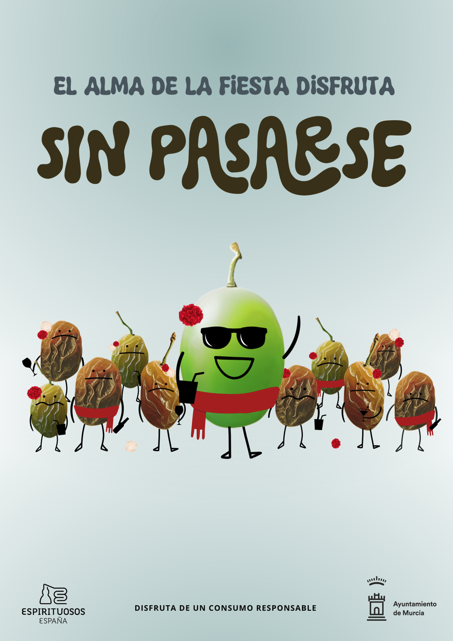 EL ALMA DE LA FiESTA DiSFRUTA
SIN PASARSE
ESPIRITUOSOS
ESPAÑA
DISFRUTA DE UN CONSUMO RESPONSABLE
Ayuntamiento
de Murcia